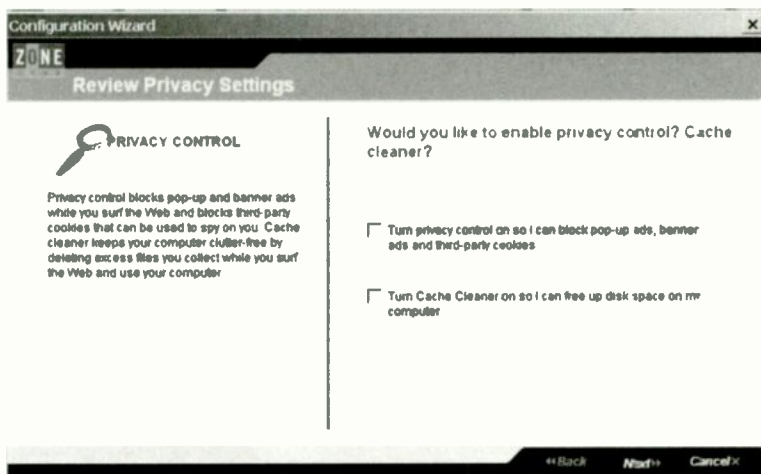 Configuration Wizard
ZONE
Review Privacy Settings
PRIVACY CONTROL
Privacy control blocks pop-up and banner ads
while you surf the Web and blocks third-party
cookies that can be used to spy on you. Cache
cleaner keeps your computer clutter-free by
deleting excess files you collect while you surf
the Web and use your computer
Would you like to enable privacy control? Cache
cleaner?
Turn privacy control on so I can block pop-up ads, banner
ads and third-party cookies
Turn Cache Cleaner on so I can free up disk space on my
computer
Back
Next
Cancel